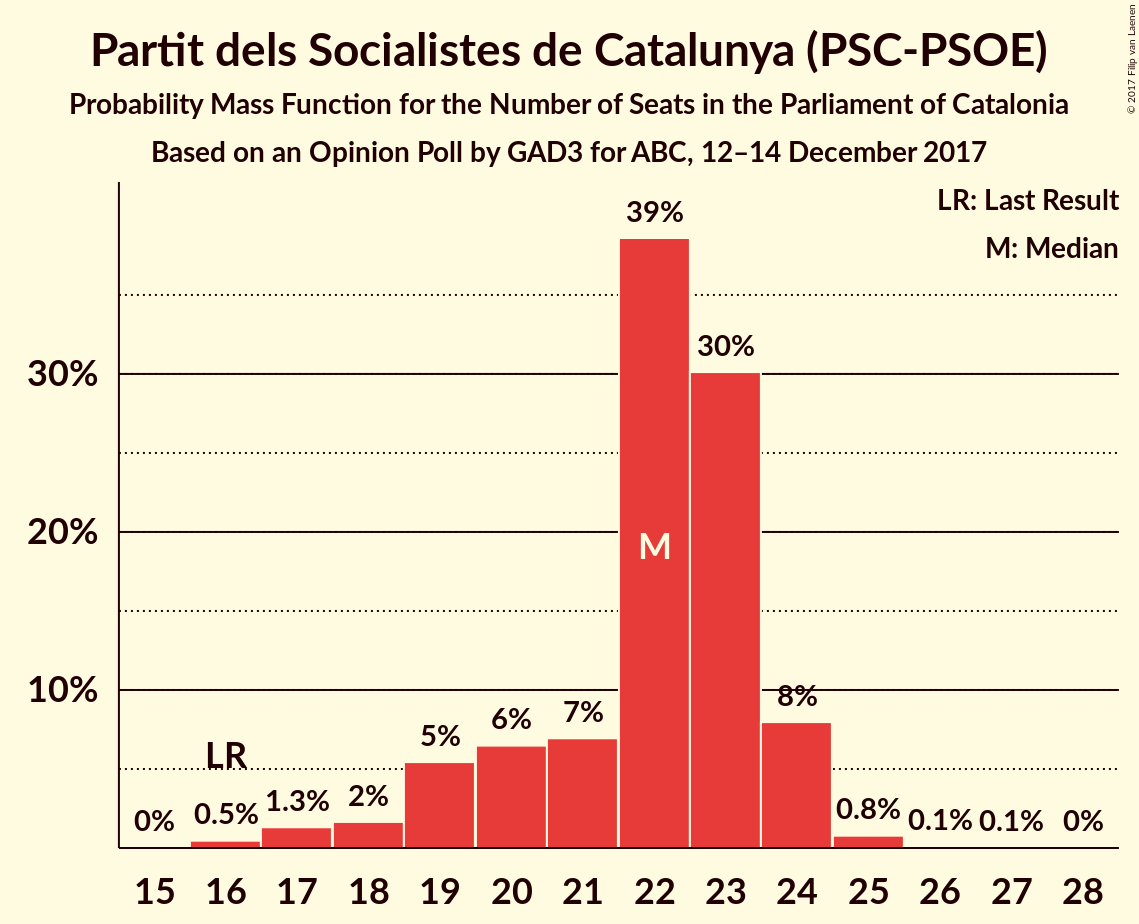 Partit dels Socialistes de Catalunya (PSC-PSOE)
Probability Mass Function for the Number of Seats in the Parliament of Catalonia
Based on an Opinion Poll by GAD3 for ABC, 12–14 December 2017
© 2017 Filip van Laenen
LR: Last Result
M: Median
39%
30%
30%
20%
M
10%
8%
7%
6%
5%
LR
2%
1.3%
0.5%
0%
0.8%
0.1%
0.1%
0%
15 16 17 18 19 20 21 22 23 24 25 26 27 28